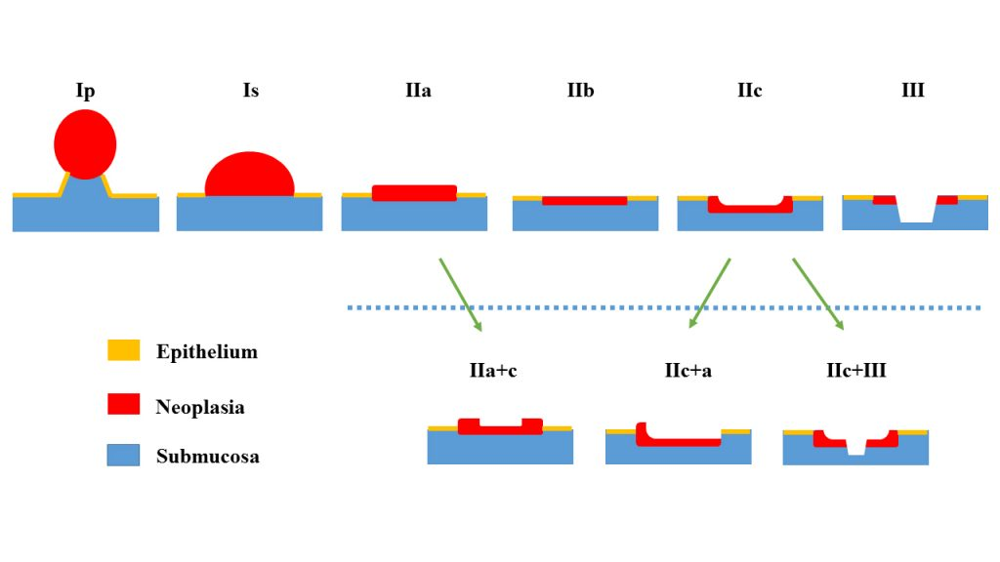 Ip
Is
IIa
IIb
IIc
III
IIa+c
IIc+a
IIc+III
Epithelium
Neoplasia
Submucosa